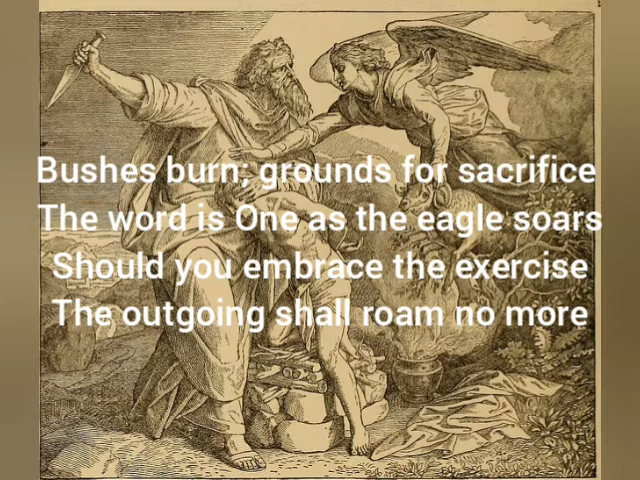 Bushes burn; grounds for sacrifice
The word is One as the eagle soars
Should you embrace the exercise
The outgoing shall roam no more